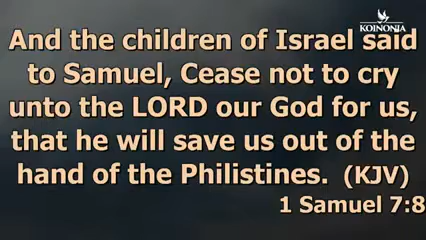 KOINONIA
And the children of Israel said
to Samuel, Cease not to cry
unto the LORD our God for us,
that he will save us out of the
hand of the Philistines. (KJV)
1 Samuel 7:8